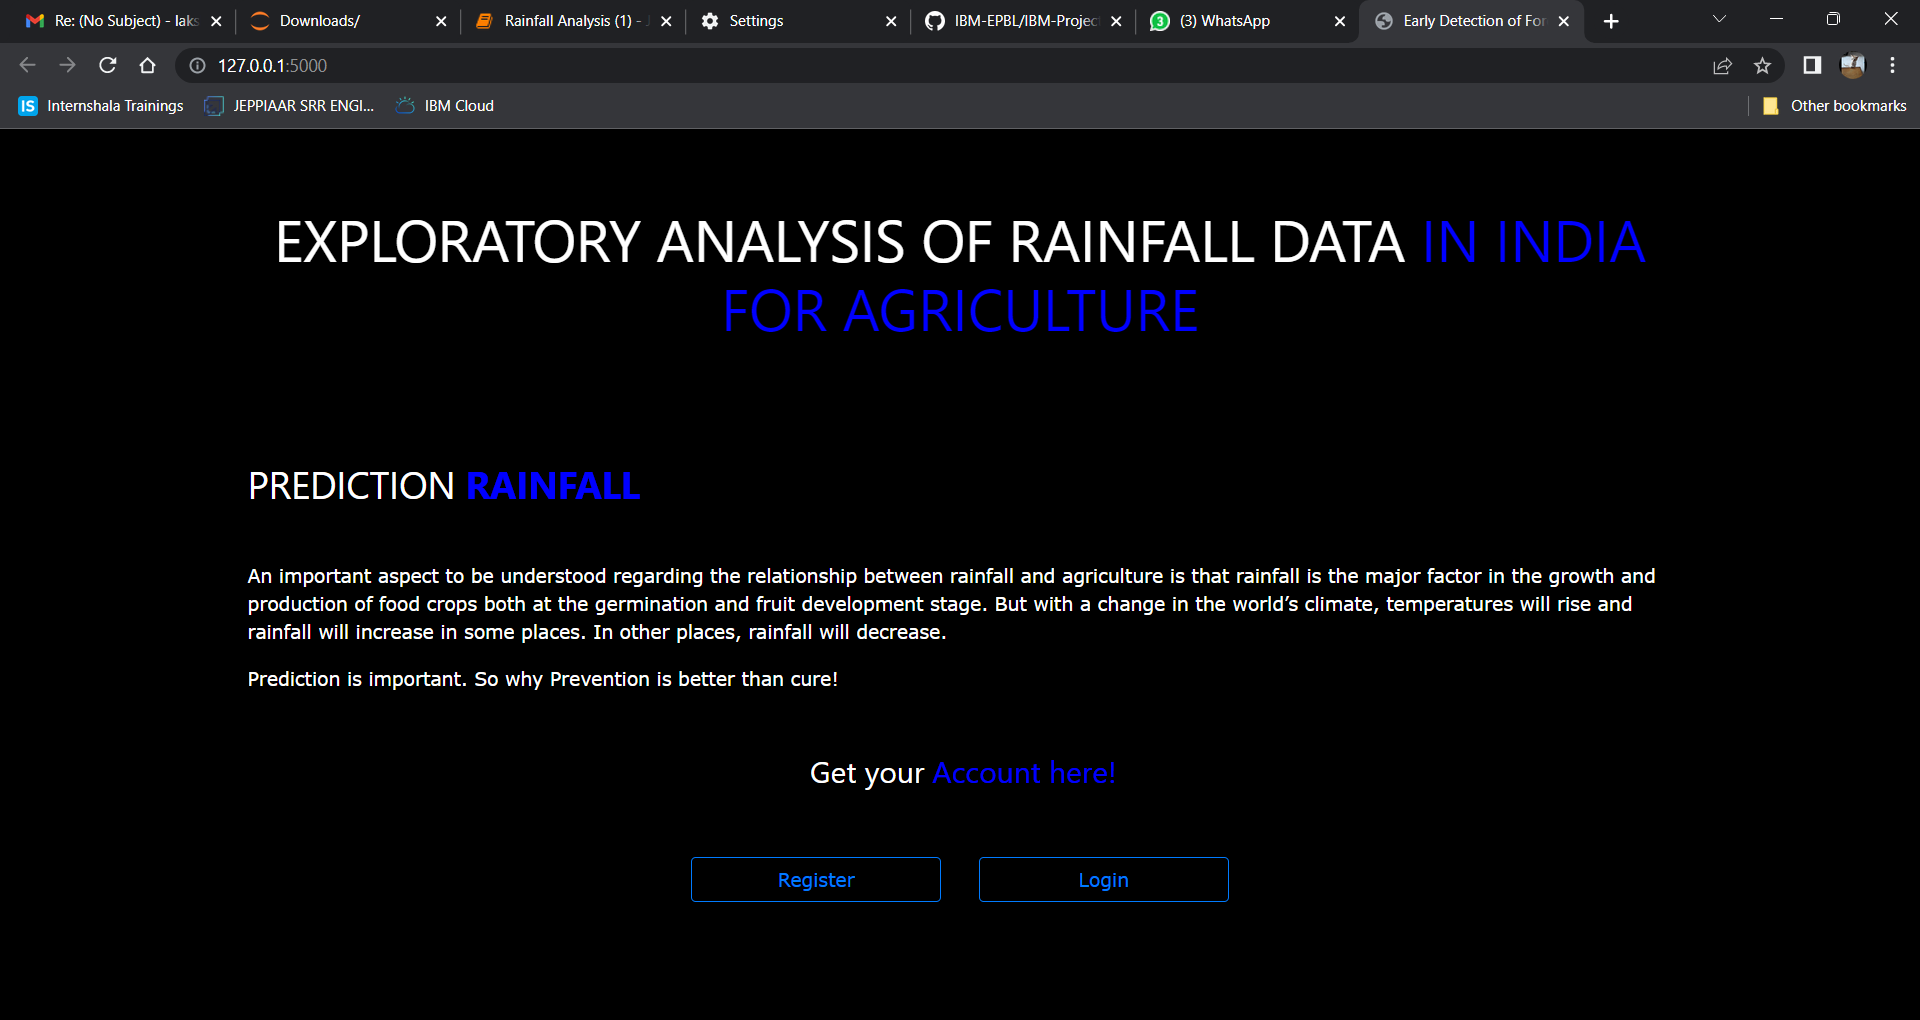 Re: (No Subject) - laks
Downloads/
Rainfall Analysis (1) - J
Settings
IBM-EPBL/IBM-Projec
3
(3) WhatsApp
Early Detection of For
127.0.0.1:5000
IS Internshala Trainings
JEPPIAAR SRR ENGI...
IBM Cloud
Other bookmarks
EXPLORATORY ANALYSIS OF RAINFALL DATA IN INDIA
FOR AGRICULTURE
PREDICTION RAINFALL
An important aspect to be understood regarding the relationship between rainfall and agriculture is that rainfall is the major factor in the growth and
production of food crops both at the germination and fruit development stage. But with a change in the world’s climate, temperatures will rise and
rainfall will increase in some places. In other places, rainfall will decrease.
Prediction is important. So why Prevention is better than cure!
Get your Account here!
Register
Login